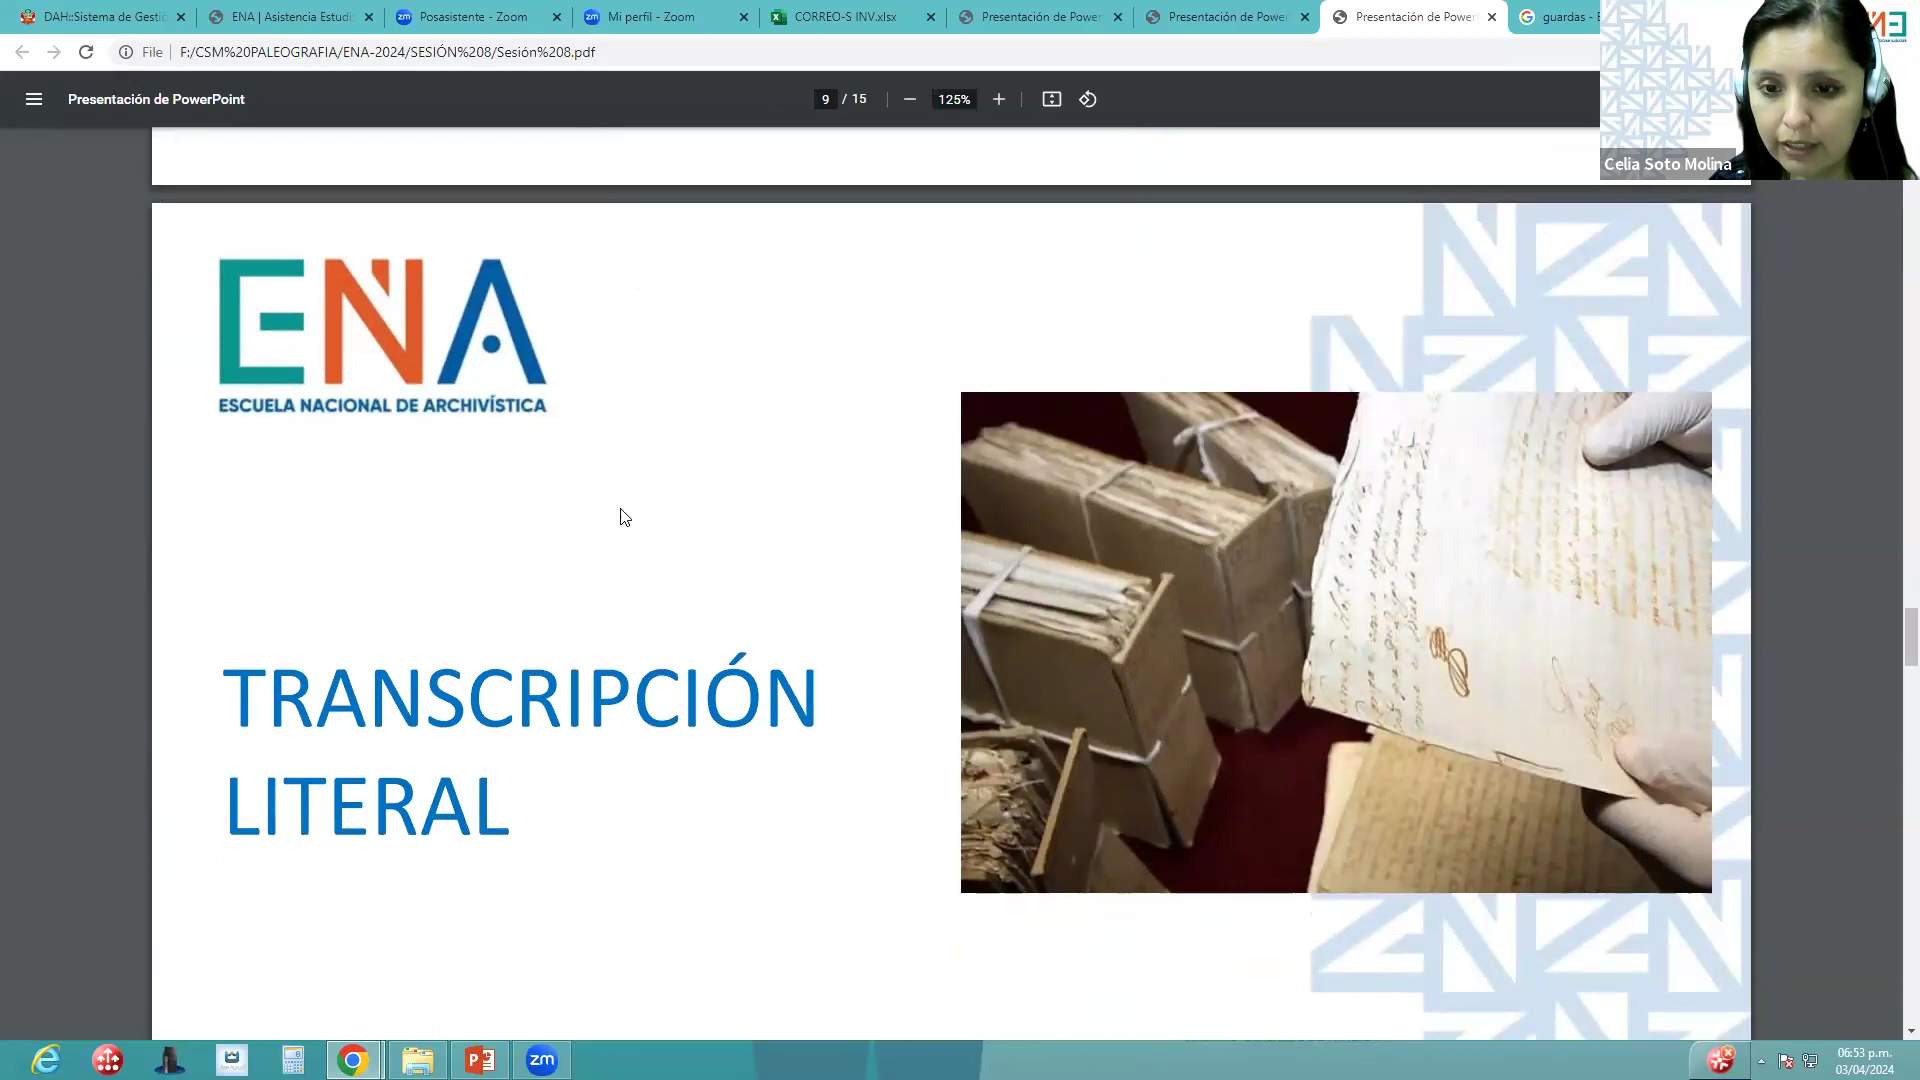 DAH::Sistema de Gesti
ENA | Asistencia Estudi
Posasistente - Zoom
Mi perfil - Zoom
CORREO-S INV.xlsx
Presentación de Power
Presentación de Power
Presentación de Power
guardas - B
File
F:/CSM%20PALEOGRAFIA/ENA-2024/SESIÓN%208/Sesión%208.pdf
Presentación de PowerPoint
9 / 15
125%
Celia Soto Molina
ENA
ESCUELA NACIONAL DE ARCHIVÍSTICA
TRANSCRIPCIÓN
LITERAL
06:53 p.m.
03/04/2024